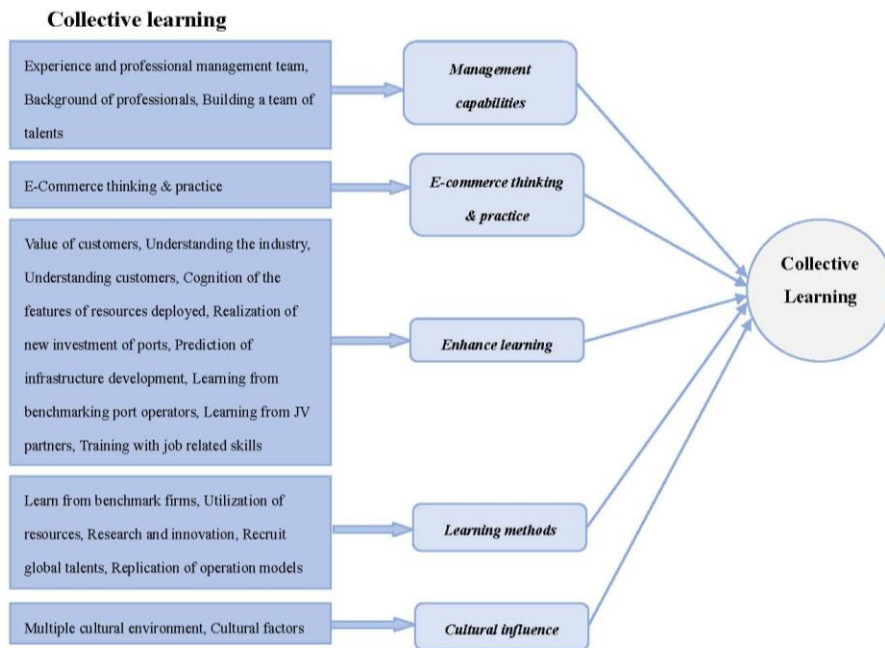 Collective learning
Experience and professional management team,
Background of professionals, Building a team of
talents
Management
capabilities
E-Commerce thinking & practice
E-commerce thinking
& practice
Value of customers, Understanding the industry,
Understanding customers, Cognition of the
features of resources deployed, Realization of
new investment of ports, Prediction of
infrastructure development, Learning from
benchmarking port operators, Learning from JV
partners, Training with job related skills
Enhance learning
Learn from benchmark firms, Utilization of
resources, Research and innovation, Recruit
global talents, Replication of operation models
Learning methods
Multiple cultural environment, Cultural factors
Cultural influence
Collective
Learning